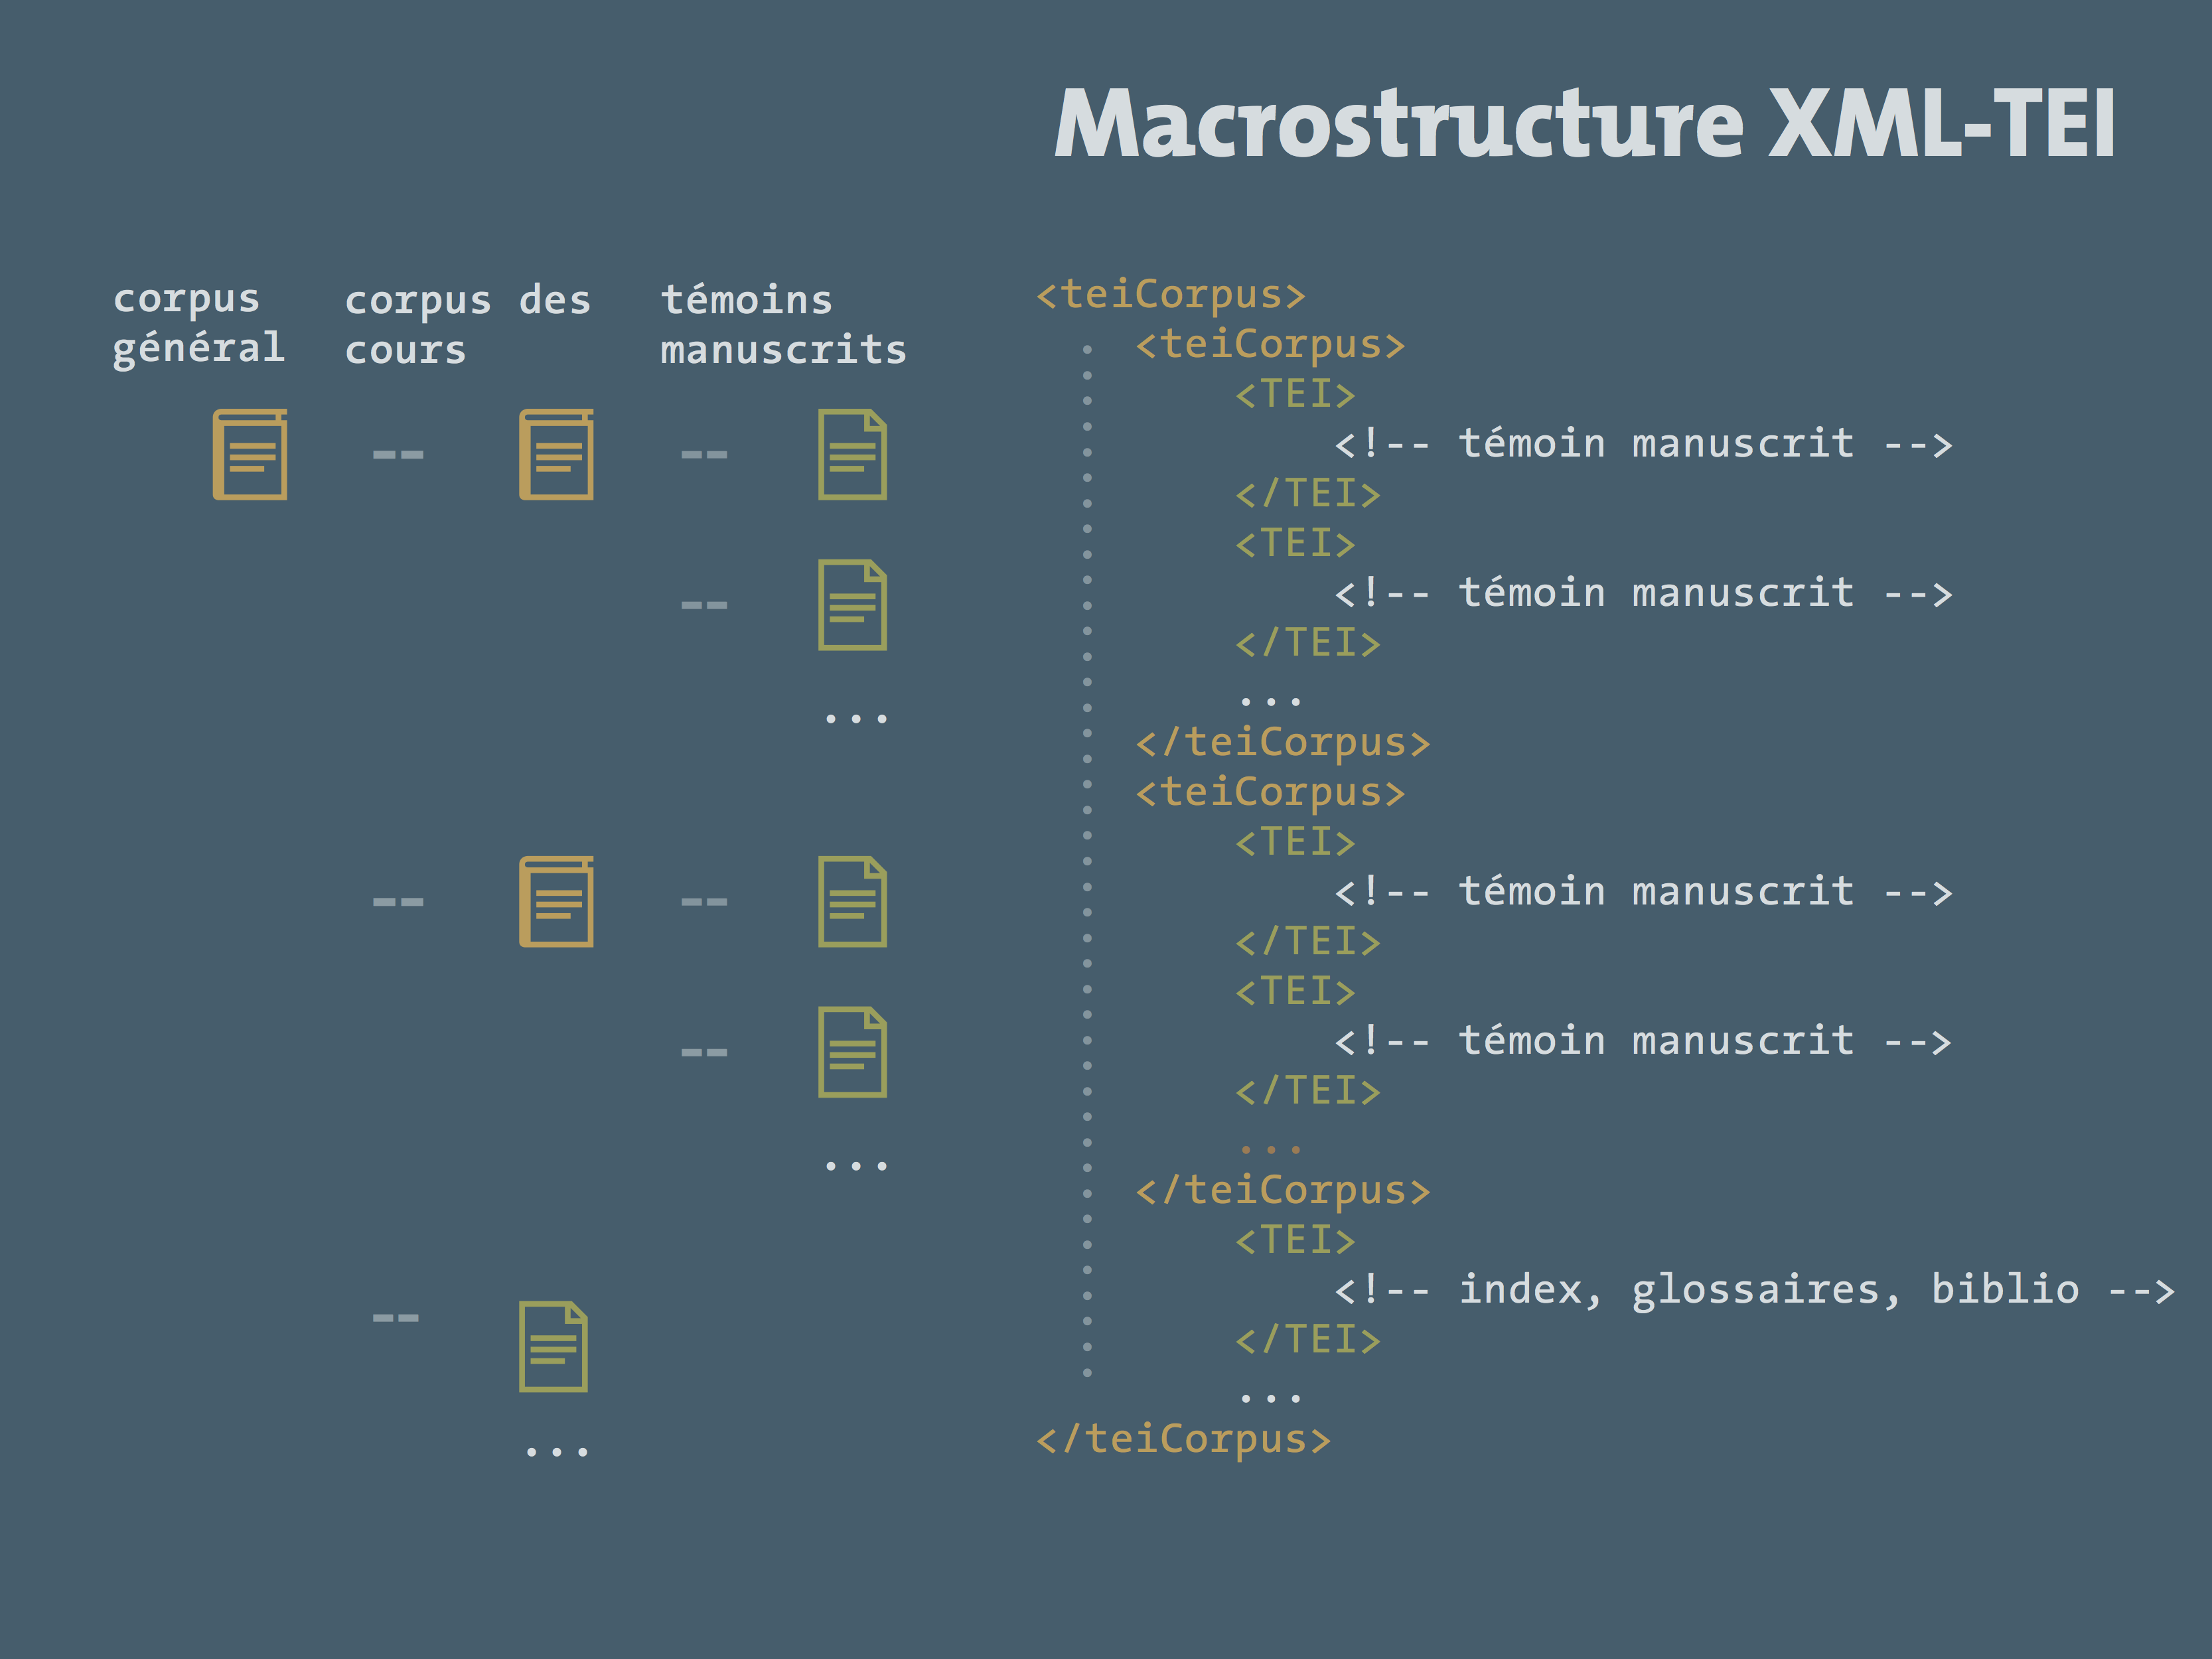 Macrostructure XML-TEI
corpus
général
corpus des
cours
témoins
manuscrits
--
--
--
...
--
--
--
...
--
...
<teiCorpus>
<teiCorpus>
<TEI>
<!-- témoin manuscrit -->
</TEI>
<TEI>
<!-- témoin manuscrit -->
</TEI>
...
</teiCorpus>
<teiCorpus>
<TEI>
<!-- témoin manuscrit -->
</TEI>
<TEI>
<!-- témoin manuscrit -->
</TEI>
...
</teiCorpus>
<TEI>
<!-- index, glossaires, biblio -->
</TEI>
...
</teiCorpus>